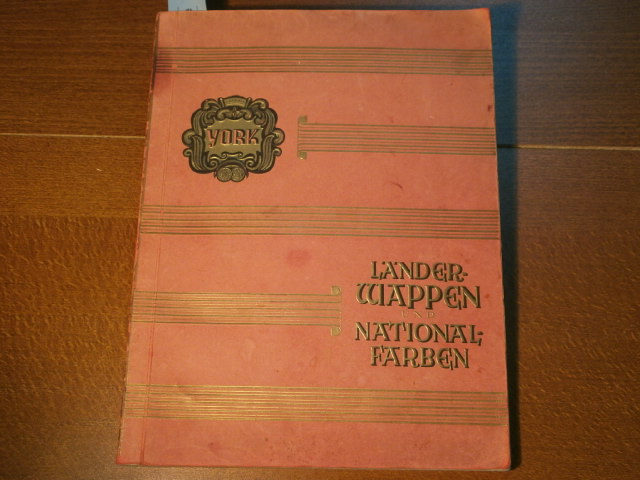 YORK
LÄNDER-
WAPPEN
UND
NATIONAL-
FARBEN